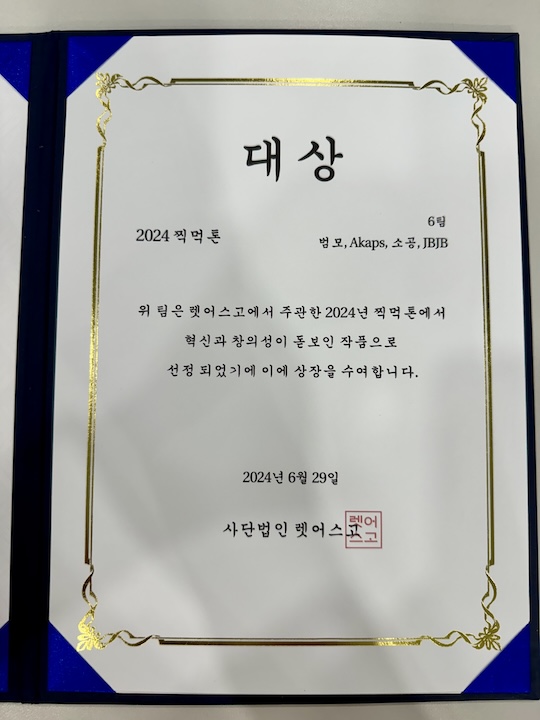 대상
6팀
2024 찍먹톤
범모, Akaps, 소공, JBJB
위 팀은 렛어스고에서 주관한 2024년 찍먹톤에서
혁신과 창의성이 돋보인 작품으로
선정 되었기에 이에 상장을 수여합니다.
2024년 6월 29일
사단법인 렛어스고
렛어
스고